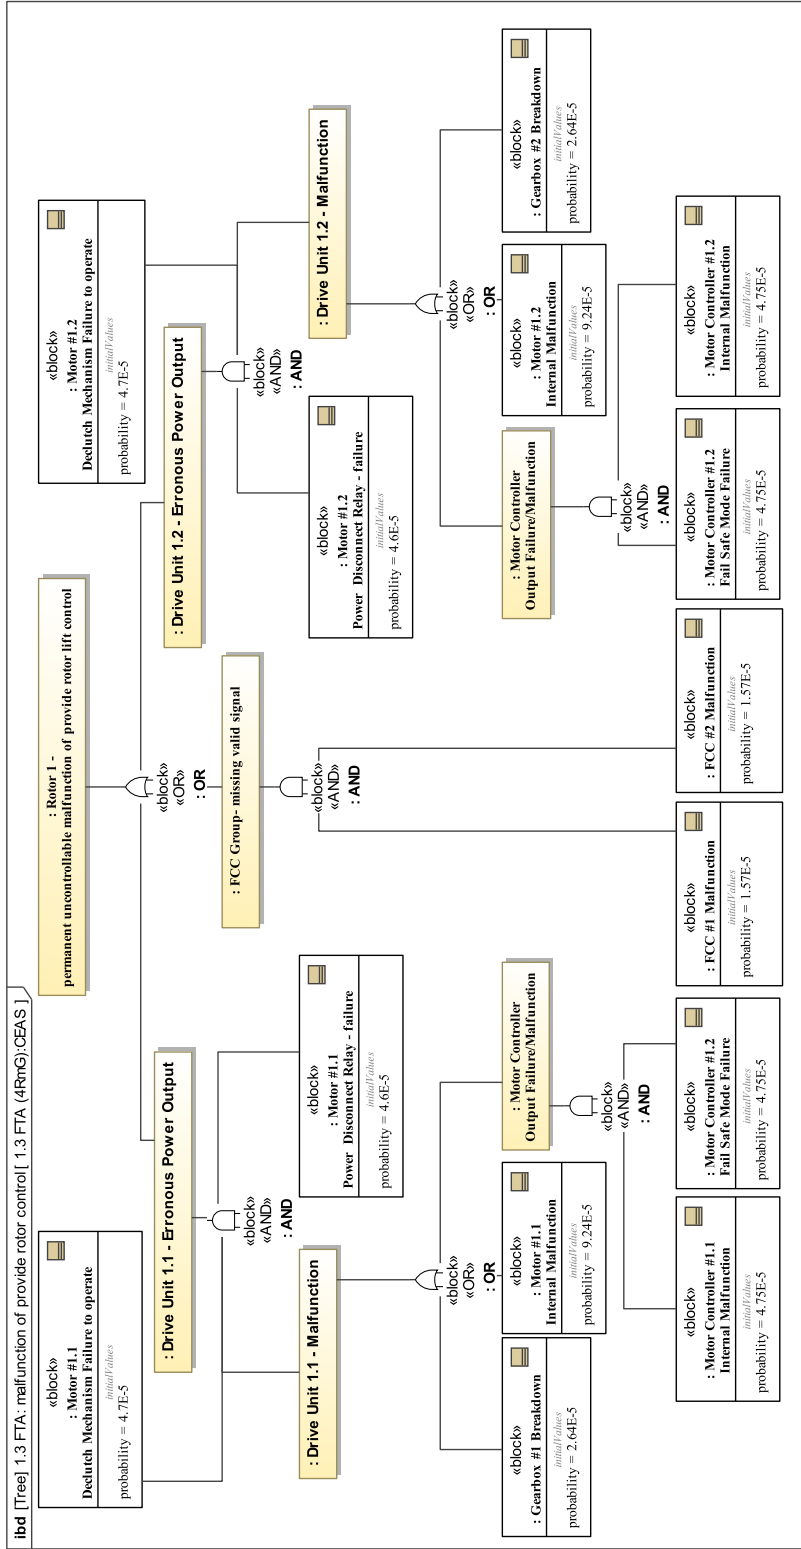 ibd [Tree] 1.3 FTA: malfunction of provide rotor control [ 1.3 FTA (4RmG):CEAS ]
: Rotor 1 -
permanent uncontrollable malfunction of provide rotor lift control
«block»
«OR»
: OR
«block»
: Motor #1.1
Declutch Mechanism Failure to operate
initialValues
probability = 4.7E-5
: Drive Unit 1.1 - Erronous Power Output
«block»
«AND»
: AND
: Drive Unit 1.1 - Malfunction
«block»
: Motor #1.1
Power Disconnect Relay - failure
initialValues
probability = 4.6E-5
«block»
«OR»
: OR
«block»
: Gearbox #1 Breakdown
initialValues
probability = 2.64E-5
«block»
: Motor #1.1
Internal Malfunction
initialValues
probability = 9.24E-5
: Motor Controller
Output Failure/Malfunction
«block»
«AND»
: AND
«block»
: Motor Controller #1.1
Internal Malfunction
initialValues
probability = 4.75E-5
«block»
: Motor Controller #1.2
Fail Safe Mode Failure
initialValues
probability = 4.75E-5
: FCC Group- missing valid signal
«block»
«AND»
: AND
«block»
: FCC #1 Malfunction
initialValues
probability = 1.57E-5
«block»
: FCC #2 Malfunction
initialValues
probability = 1.57E-5
«block»
: Motor #1.2
Declutch Mechanism Failure to operate
initialValues
probability = 4.7E-5
: Drive Unit 1.2 - Erronous Power Output
«block»
«AND»
: AND
«block»
: Motor #1.2
Power Disconnect Relay - failure
initialValues
probability = 4.6E-5
: Drive Unit 1.2 - Malfunction
«block»
«OR»
: OR
: Motor Controller
Output Failure/Malfunction
«block»
: Motor #1.2
Internal Malfunction
initialValues
probability = 9.24E-5
«block»
: Gearbox #2 Breakdown
initialValues
probability = 2.64E-5
«block»
«AND»
: AND
«block»
: Motor Controller #1.2
Fail Safe Mode Failure
initialValues
probability = 4.75E-5
«block»
: Motor Controller #1.2
Internal Malfunction
initialValues
probability = 4.75E-5